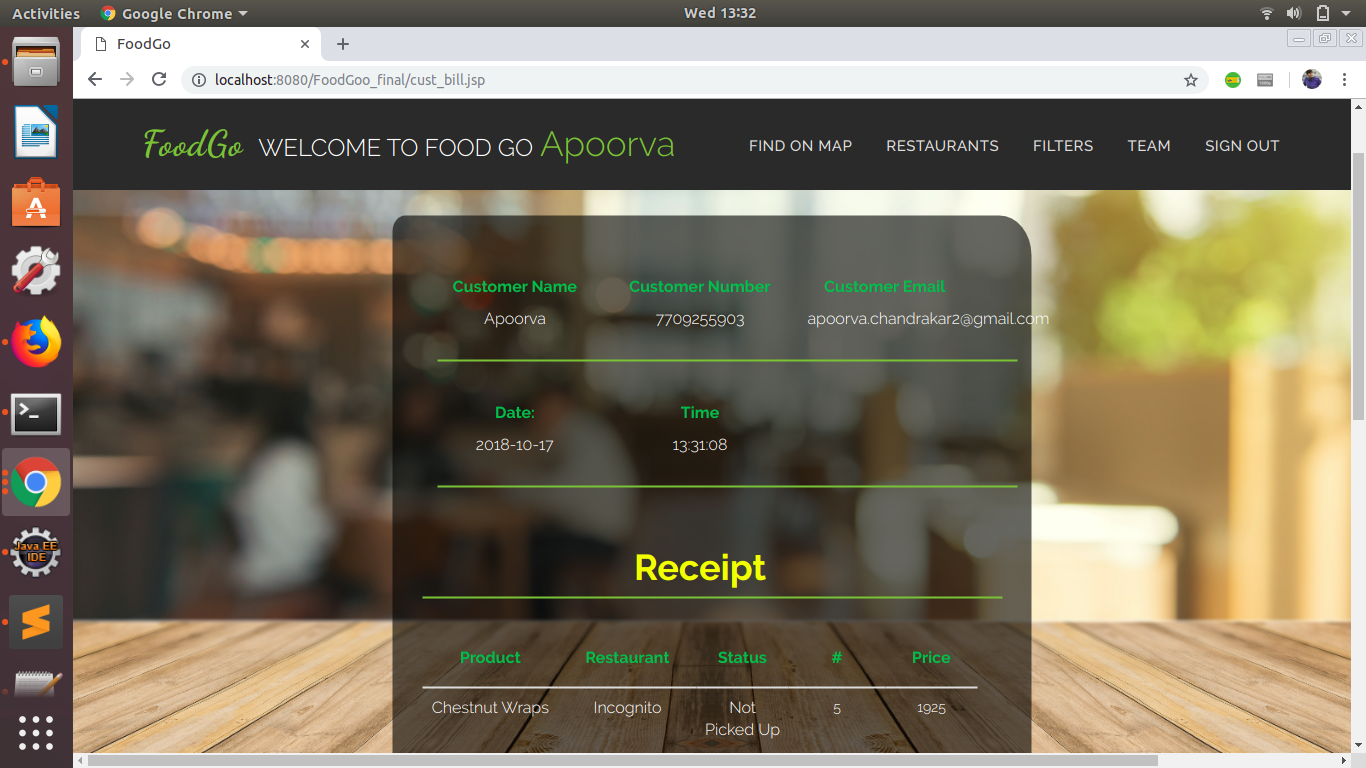 Activities Google Chrome Wed 13:32
FoodGo
localhost:8080/FoodGoo_final/cust_bill.jsp
FoodGo WELCOME TO FOOD GO Apoorva FIND ON MAP RESTAURANTS FILTERS TEAM SIGN OUT
Customer Name Customer Number Customer Email
Apoorva 7709255903 apoorva.chandrakar2@gmail.com
Date: Time
2018-10-17 13:31:08
Java EE
IDE
Receipt
Product Restaurant Status # Price
Chestnut Wraps Incognito Not 5 1925
Picked Up